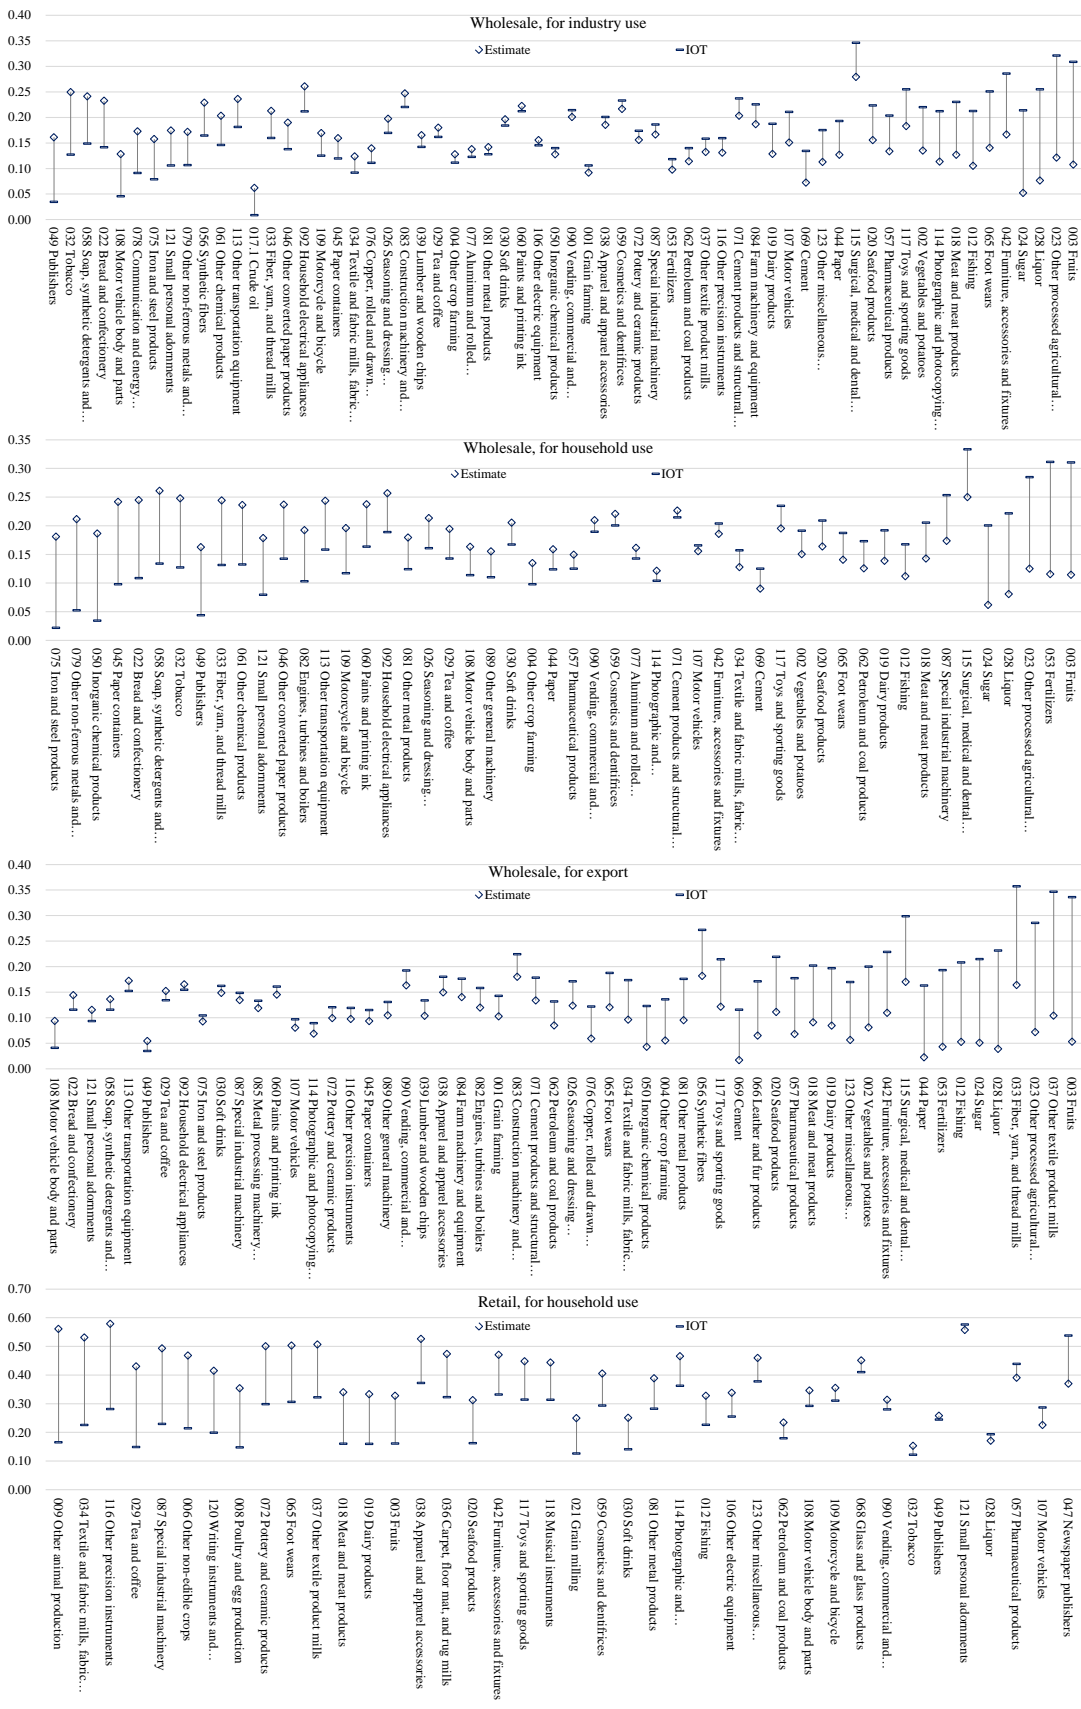 Wholesale, for industry use
Estimate IOT
0.40
0.35
0.30
0.25
0.20
0.15
0.10
0.05
0.00
049 Publishers
032 Tobacco
058 Soap, synthetic detergents and…
022 Bread and confectionery
108 Motor vehicle body and parts
078 Communication and energy…
075 Iron and steel products
121 Small personal adornments
079 Other non-ferrous metals and…
056 Synthetic fibers
061 Other chemical products
113 Other transportation equipment
017.1 Crude oil
033 Fiber, yarn, and thread mills
046 Other converted paper products
092 Household electrical appliances
109 Motorcycle and bicycle
045 Paper containers
034 Textile and fabric mills, fabric…
076 Copper, rolled and drawn…
026 Seasoning and dressing…
083 Construction machinery and…
039 Lumber and wooden chips
029 Tea and coffee
004 Other crop farming
077 Aluminum and rolled…
081 Other metal products
030 Soft drinks
060 Paints and printing ink
106 Other electric equipment
050 Inorganic chemical products
090 Vending, commercial and…
001 Grain farming
038 Apparel and apparel accessories
059 Cosmetics and dentifrices
072 Pottery and ceramic products
087 Special industrial machinery
053 Fertilizers
062 Petroleum and coal products
037 Other textile product mills
116 Other precision instruments
071 Cement products and structural…
084 Farm machinery and equipment
019 Dairy products
107 Motor vehicles
069 Cement
123 Other miscellaneous…
044 Paper
115 Surgical, medical and dental…
020 Seafood products
057 Pharmaceutical products
117 Toys and sporting goods
002 Vegetables and potatoes
114 Photographic and photocopying…
018 Meat and meat products
012 Fishing
065 Foot wears
042 Furniture, accessories and fixtures
024 Sugar
028 Liquor
023 Other processed agricultural…
003 Fruits
Wholesale, for household use
Estimate IOT
0.35
0.30
0.25
0.20
0.15
0.10
0.05
0.00
075 Iron and steel products
079 Other non-ferrous metals and…
050 Inorganic chemical products
045 Paper containers
022 Bread and confectionery
058 Soap, synthetic detergents and…
032 Tobacco
049 Publishers
033 Fiber, yarn, and thread mills
061 Other chemical products
121 Small personal adornments
046 Other converted paper products
082 Engines, turbines and boilers
113 Other transportation equipment
109 Motorcycle and bicycle
060 Paints and printing ink
092 Household electrical appliances
081 Other metal products
026 Seasoning and dressing…
029 Tea and coffee
108 Motor vehicle body and parts
089 Other general machinery
030 Soft drinks
004 Other crop farming
044 Paper
057 Pharmaceutical products
090 Vending, commercial and…
059 Cosmetics and dentifrices
077 Aluminum and rolled…
114 Photographic and…
071 Cement products and structural…
107 Motor vehicles
042 Furniture, accessories and fixtures
034 Textile and fabric mills, fabric…
069 Cement
117 Toys and sporting goods
002 Vegetables and potatoes
020 Seafood products
065 Foot wears
062 Petroleum and coal products
019 Dairy products
012 Fishing
018 Meat and meat products
087 Special industrial machinery
115 Surgical, medical and dental…
024 Sugar
028 Liquor
023 Other processed agricultural…
053 Fertilizers
003 Fruits
Wholesale, for export
Estimate IOT
0.40
0.35
0.30
0.25
0.20
0.15
0.10
0.05
0.00
108 Motor vehicle body and parts
022 Bread and confectionery
121 Small personal adornments
058 Soap, synthetic detergents and…
113 Other transportation equipment
049 Publishers
029 Tea and coffee
092 Household electrical appliances
075 Iron and steel products
030 Soft drinks
087 Special industrial machinery
085 Metal processing machinery…
060 Paints and printing ink
107 Motor vehicles
114 Photographic and photocopying…
072 Pottery and ceramic products
116 Other precision instruments
045 Paper containers
089 Other general machinery
090 Vending, commercial and…
039 Lumber and wooden chips
038 Apparel and apparel accessories
084 Farm machinery and equipment
082 Engines, turbines and boilers
001 Grain farming
083 Construction machinery and…
071 Cement products and structural…
062 Petroleum and coal products
026 Seasoning and dressing…
076 Copper, rolled and drawn…
065 Foot wears
034 Textile and fabric mills, fabric…
050 Inorganic chemical products
004 Other crop farming
081 Other metal products
056 Synthetic fibers
117 Toys and sporting goods
069 Cement
066 Leather and fur products
020 Seafood products
057 Pharmaceutical products
018 Meat and meat products
019 Dairy products
123 Other miscellaneous…
002 Vegetables and potatoes
042 Furniture, accessories and fixtures
115 Surgical, medical and dental…
044 Paper
053 Fertilizers
012 Fishing
024 Sugar
028 Liquor
033 Fiber, yarn, and thread mills
023 Other processed agricultural…
037 Other textile product mills
003 Fruits
Retail, for household use
Estimate IOT
0.70
0.60
0.50
0.40
0.30
0.20
0.10
0.00
009 Other animal production
034 Textile and fabric mills, fabric…
116 Other precision instruments
029 Tea and coffee
087 Special industrial machinery
006 Other non-edible crops
120 Writing instruments and…
008 Poultry and egg production
072 Pottery and ceramic products
065 Foot wears
037 Other textile product mills
018 Meat and meat products
019 Dairy products
003 Fruits
038 Apparel and apparel accessories
036 Carpet, floor mat, and rug mills
020 Seafood products
042 Furniture, accessories and fixtures
117 Toys and sporting goods
118 Musical instruments
021 Grain milling
059 Cosmetics and dentifrices
030 Soft drinks
081 Other metal products
114 Photographic and…
012 Fishing
106 Other electric equipment
123 Other miscellaneous…
062 Petroleum and coal products
108 Motor vehicle body and parts
109 Motorcycle and bicycle
068 Glass and glass products
090 Vending, commercial and…
032 Tobacco
049 Publishers
121 Small personal adornments
028 Liquor
057 Pharmaceutical products
107 Motor vehicles
047 Newspaper publishers